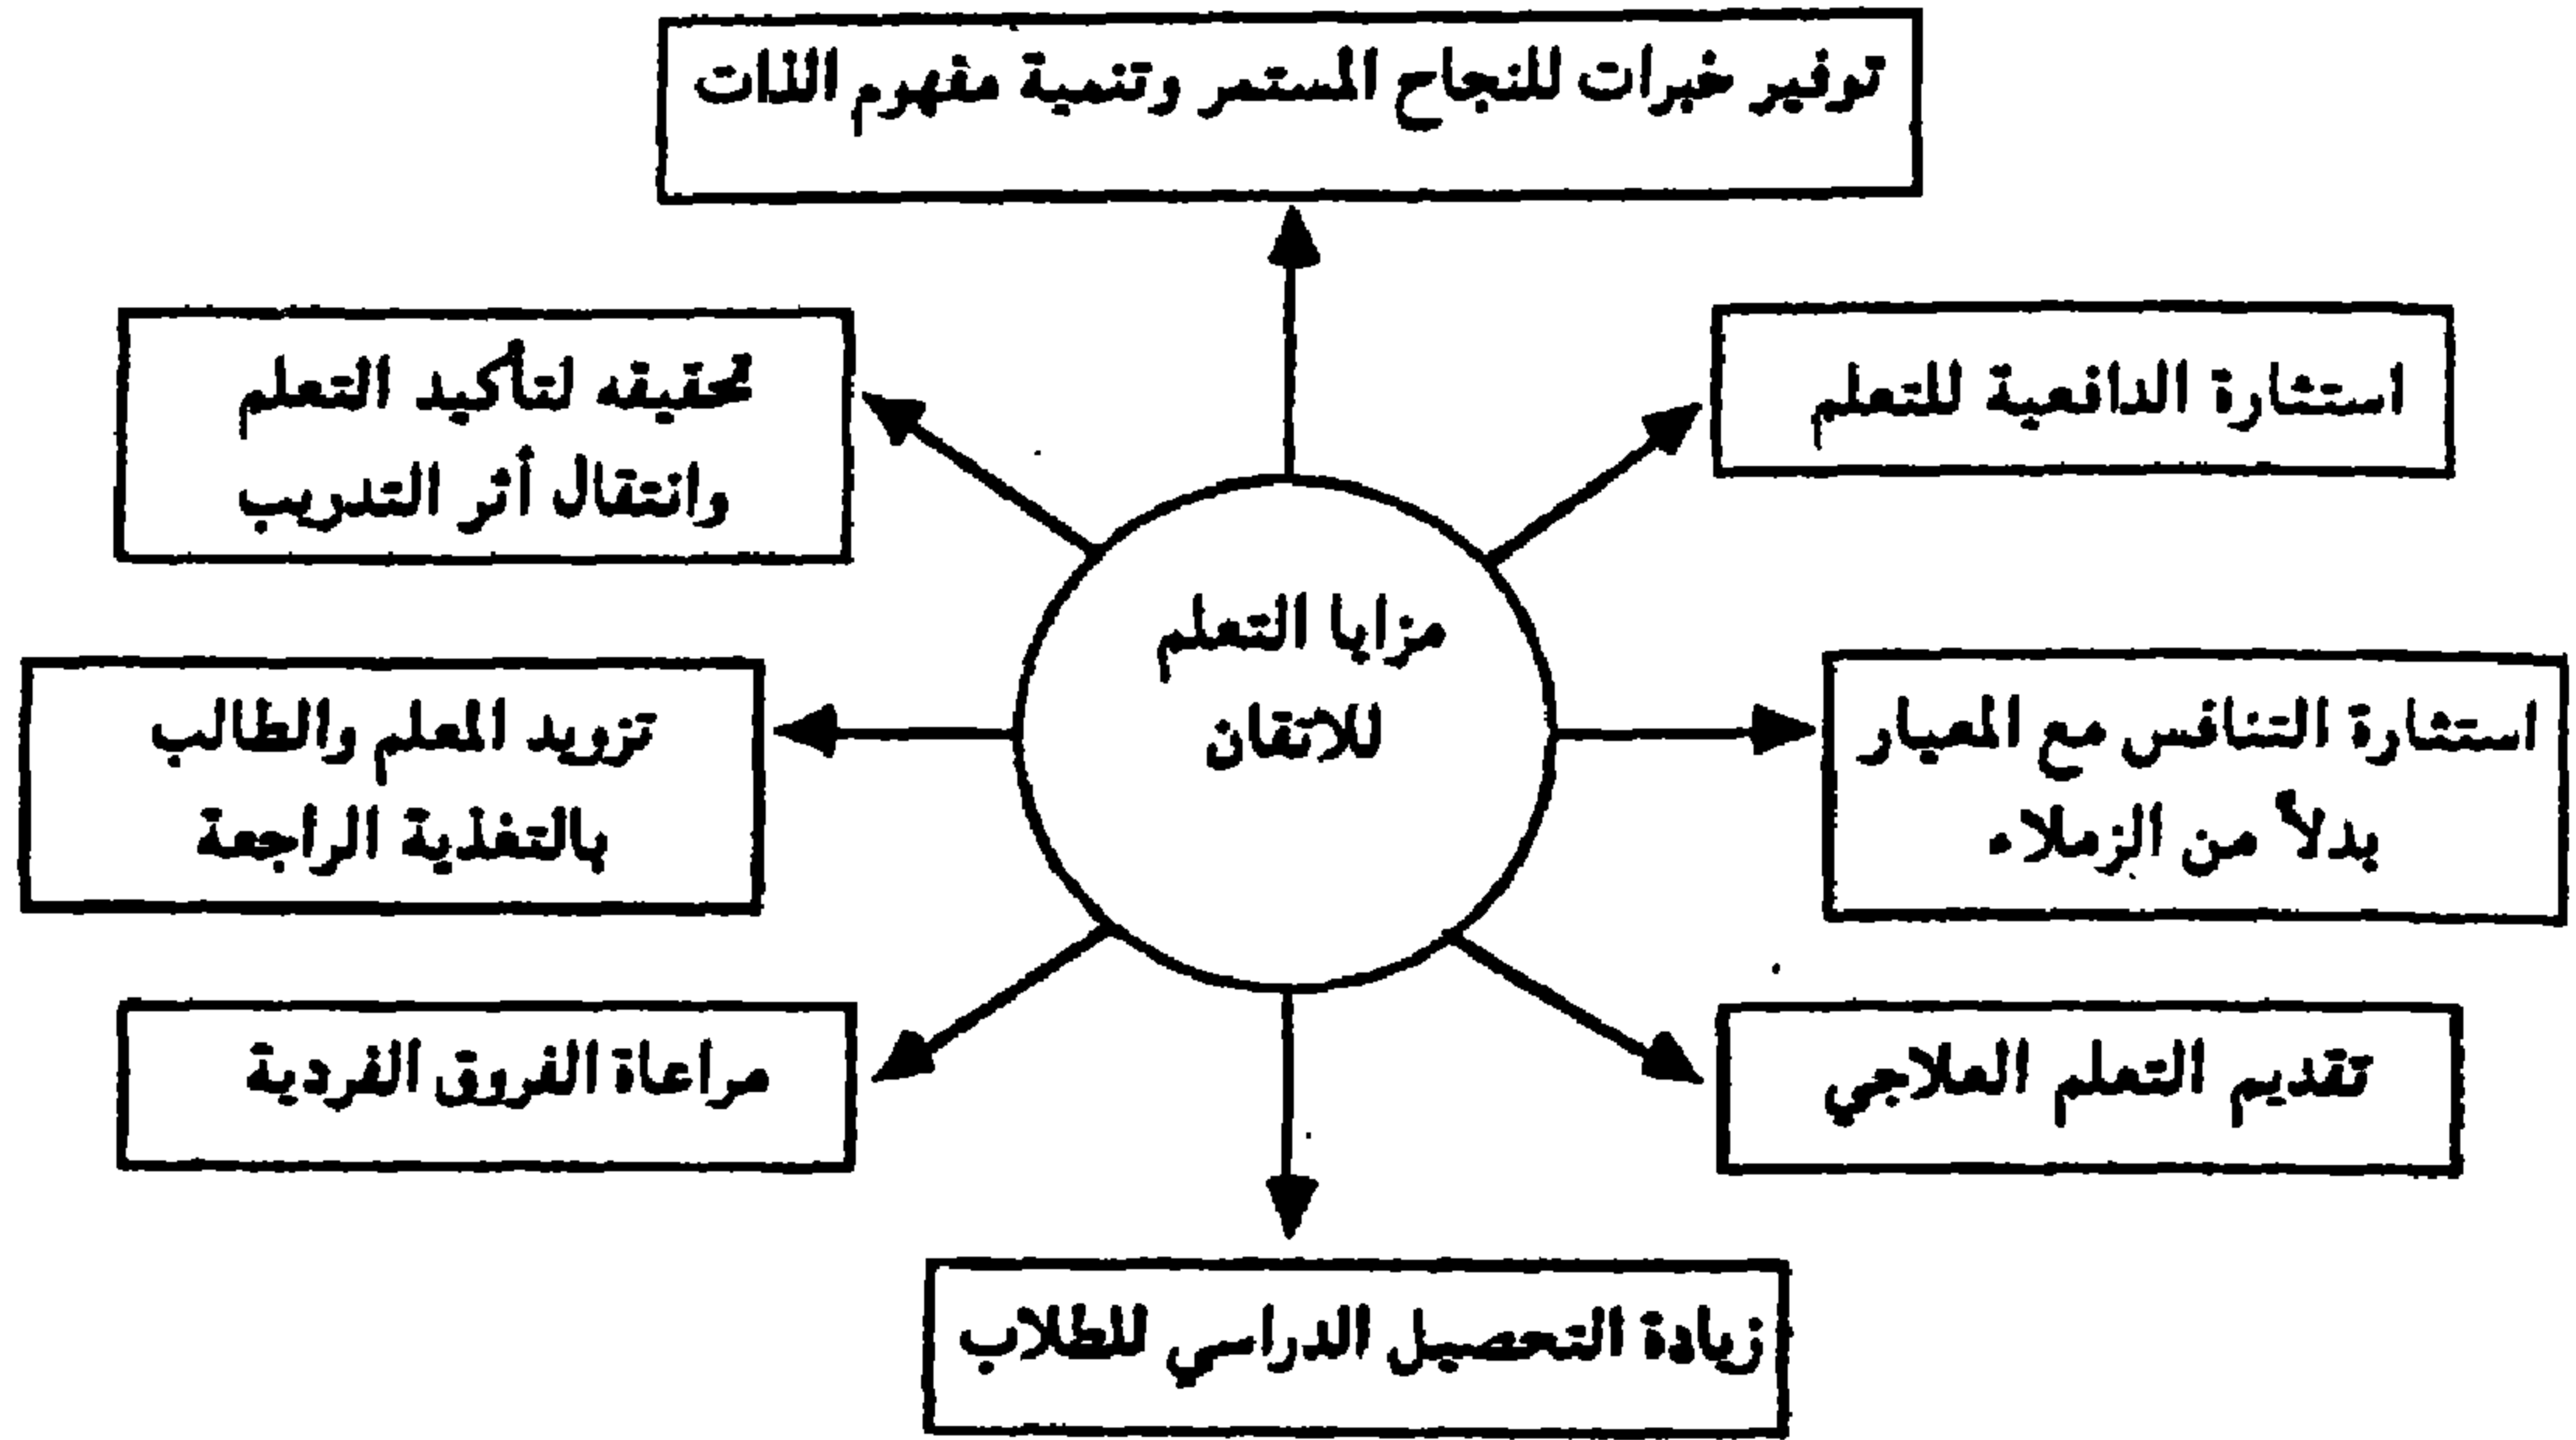 توفير خبرات للنجاح المستمر وتنمية مفهوم الذات
استشارة الدافعية للتعلم
تحقيقه لتأكيد التعلم
وانتقال أثر التدريب
مزايا التعلم
للاتقان
استشارة التنافس مع المعيار
بدلاً من الزملاء
تزويد المعلم والطالب
بالتغذية الراجعة
تقديم التعلم العلاجي
مراعاة الفروق الفردية
زيادة التحصيل الدراسي للطلاب